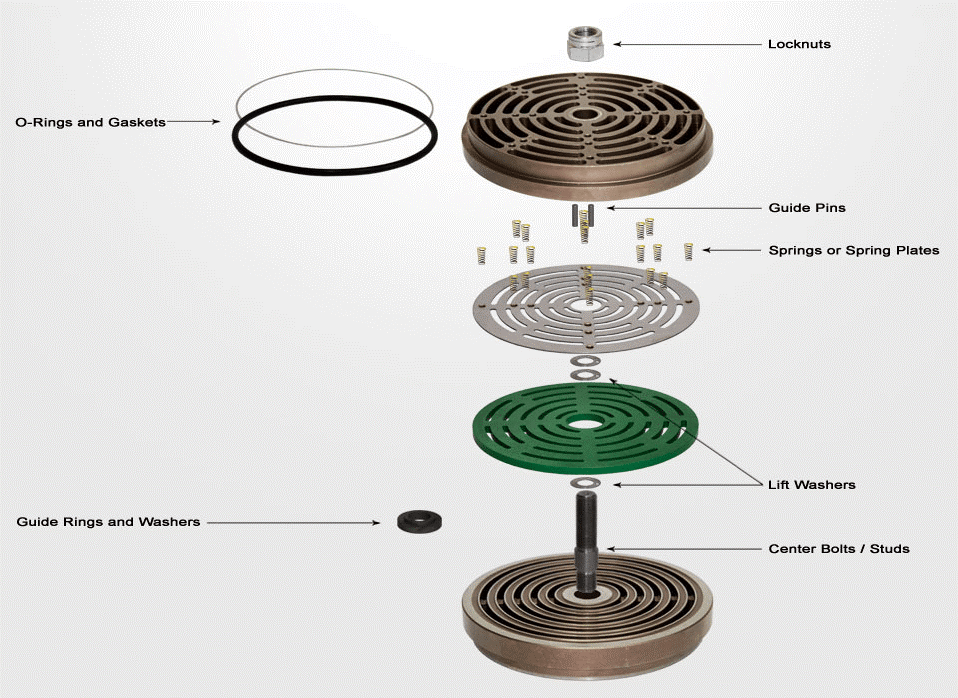 Locknuts
O-Rings and Gaskets
Guide Pins
Springs or Spring Plates
Lift Washers
Guide Rings and Washers
Center Bolts / Studs